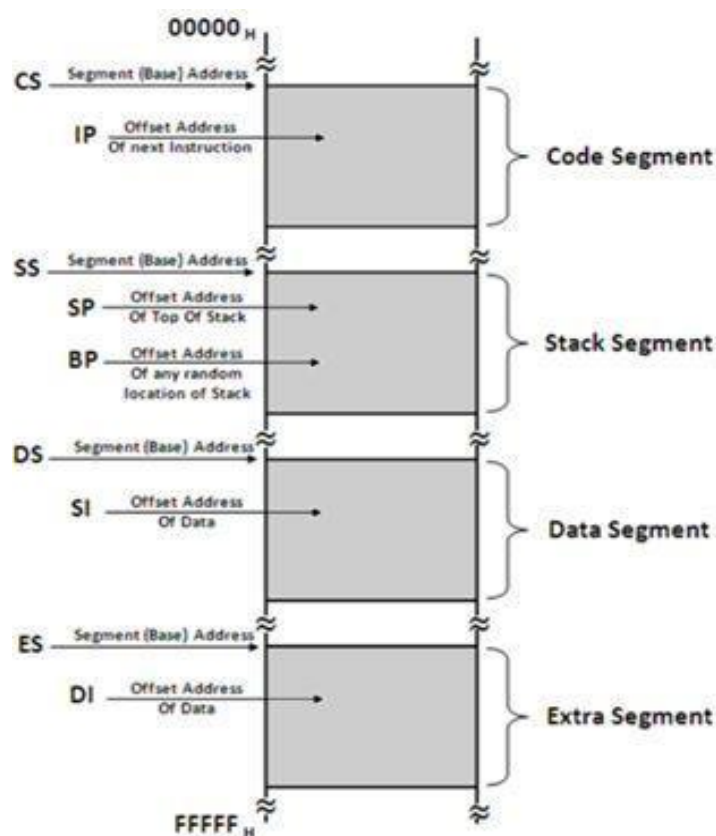 00000 H
CS Segment (Base) Address
IP Offset Address
Of next Instruction
Code Segment
SS Segment (Base) Address
SP Offset Address
Of Top Of Stack
BP Offset Address
Of any random
location of Stack
Stack Segment
DS Segment (Base) Address
SI Offset Address
Of Data
Data Segment
ES Segment (Base) Address
DI Offset Address
Of Data
Extra Segment
FFFFF H